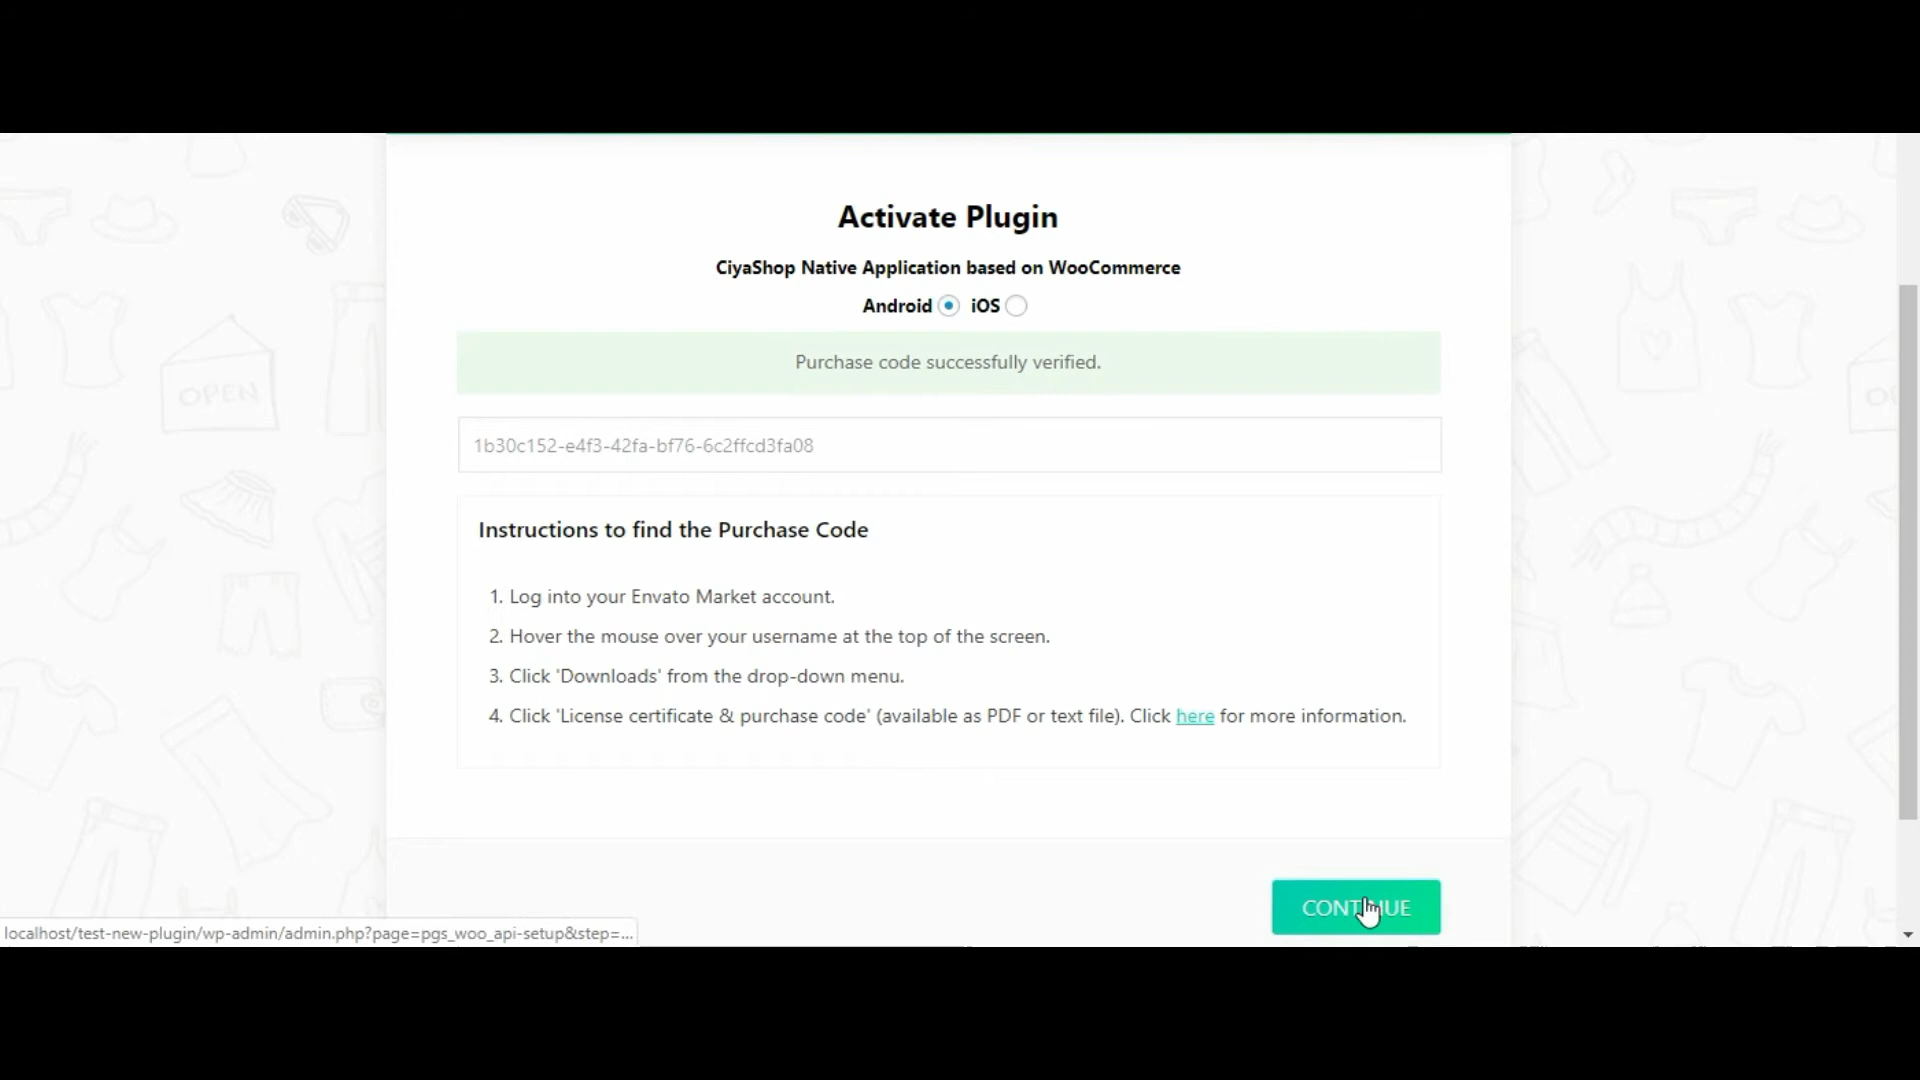 Activate Plugin
CiyaShop Native Application based on WooCommerce
Android iOS
Purchase code successfully verified.
1b30c152-e4f3-42fa-bf76-6c2ffcd3fa08
Instructions to find the Purchase Code
1. Log into your Envato Market account.
2. Hover the mouse over your username at the top of the screen.
3. Click 'Downloads' from the drop-down menu.
4. Click 'License certificate & purchase code' (available as PDF or text file). Click here for more information.
OPEN
CONTINUE
localhost/test-new-plugin/wp-admin/admin.php?page=pgs_woo_api-setup&step=...